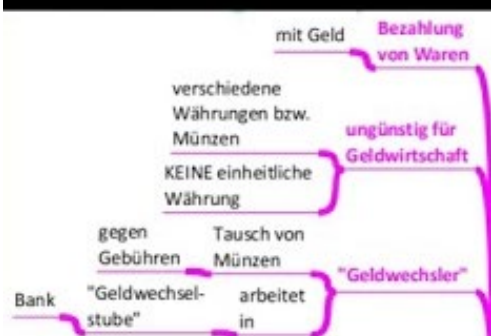 mit Geld
Bezahlung
von Waren
verschiedene
Währungen bzw.
Münzen
KEINE einheitliche
Währung
ungünstig für
Geldwirtschaft
gegen
Gebühren
Tausch von
Münzen
"Geldwechsler"
Bank
"Geldwechsel-
stube"
arbeitet
in